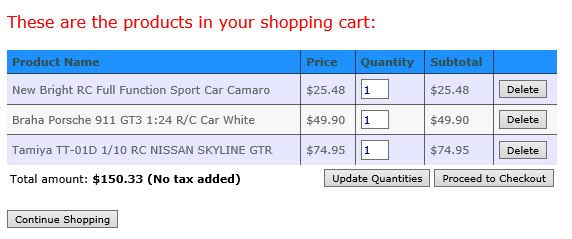 These are the products in your shopping cart:
Product Name Price Quantity Subtotal
New Bright RC Full Function Sport Car Camaro $25.48 1 $25.48 Delete
Braha Porsche 911 GT3 1:24 R/C Car White $49.90 1 $49.90 Delete
Tamiya TT-01D 1/10 RC NISSAN SKYLINE GTR $74.95 1 $74.95 Delete
Total amount: $150.33 (No tax added) Update Quantities Proceed to Checkout
Continue Shopping